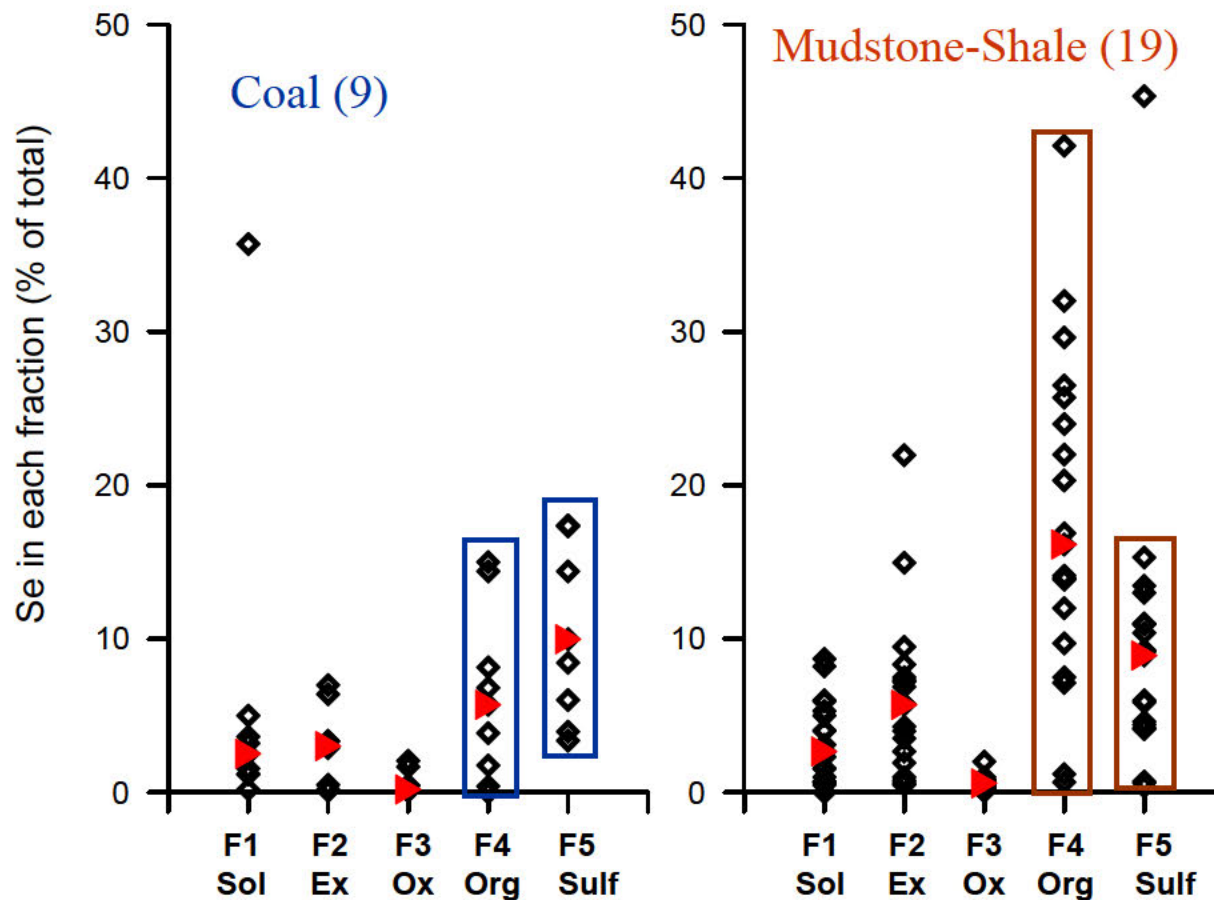 Se in each fraction (% of total)
50
40
30
20
10
0
Coal (9)
F1 F2 F3 F4 F5
Sol Ex Ox Org Sulf
50
40
30
20
10
0
Mudstone-Shale (19)
F1 F2 F3 F4 F5
Sol Ex Ox Org Sulf